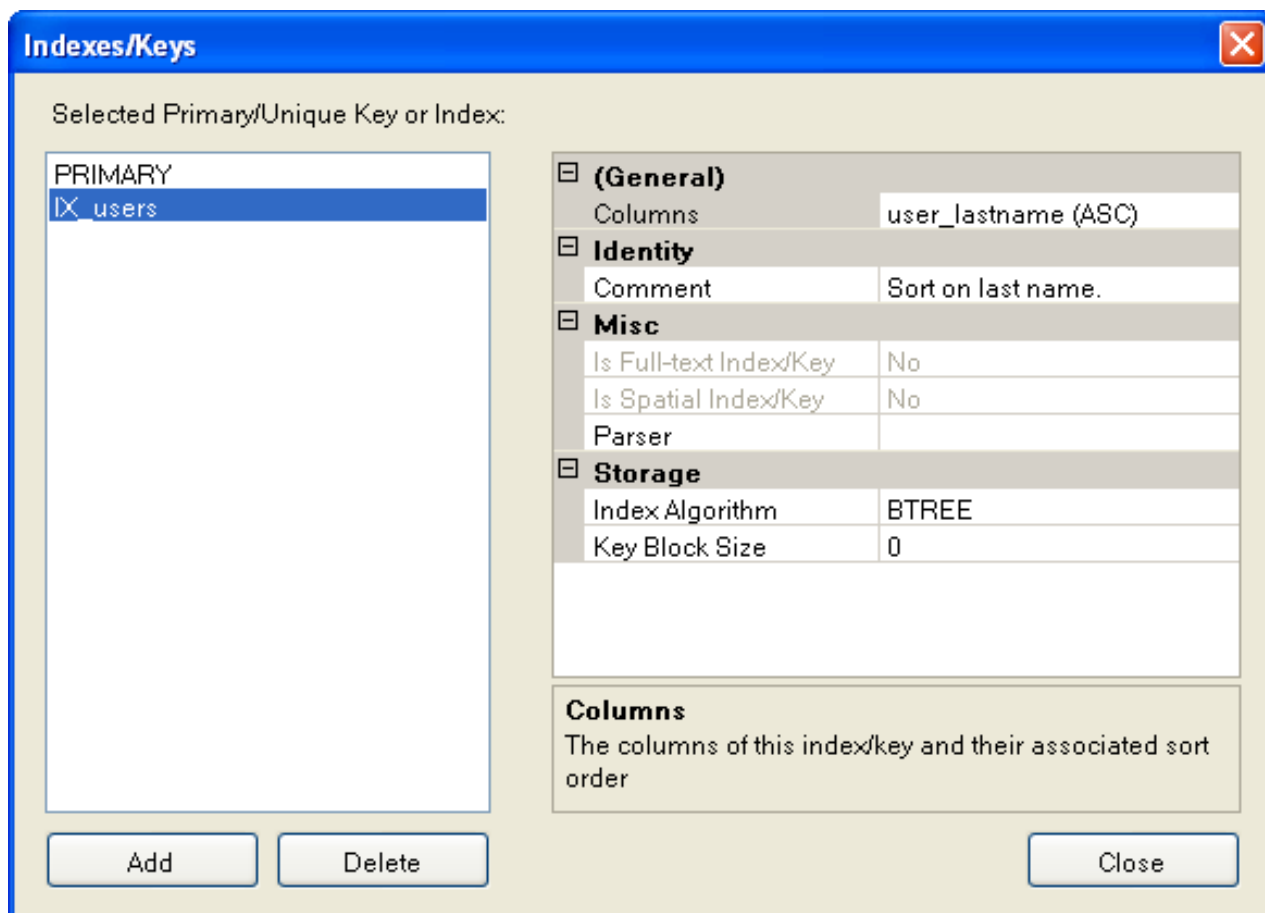 Indexes/Keys
Selected Primary/Unique Key or Index:
PRIMARY
IX_users
(General)
Columns user_lastname (ASC)
Identity
Comment Sort on last name.
Misc
Is Full-text Index/Key No
Is Spatial Index/Key No
Parser
Storage
Index Algorithm BTREE
Key Block Size 0
Columns
The columns of this index/key and their associated sort
order
Add Delete Close